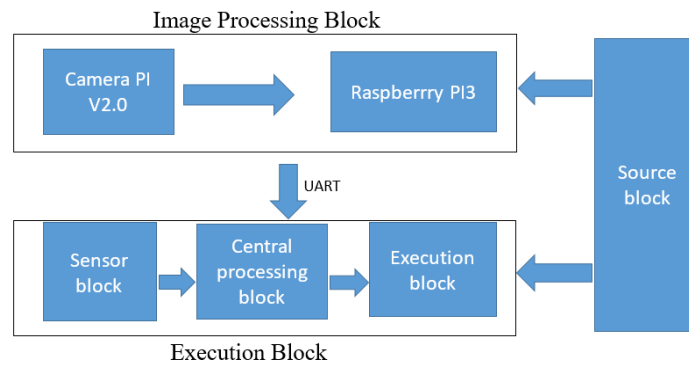 Image Processing Block
Camera PI
V2.0
Raspberrry PI3
Source
block
UART
Sensor
block
Central
processing
block
Execution
block
Execution Block